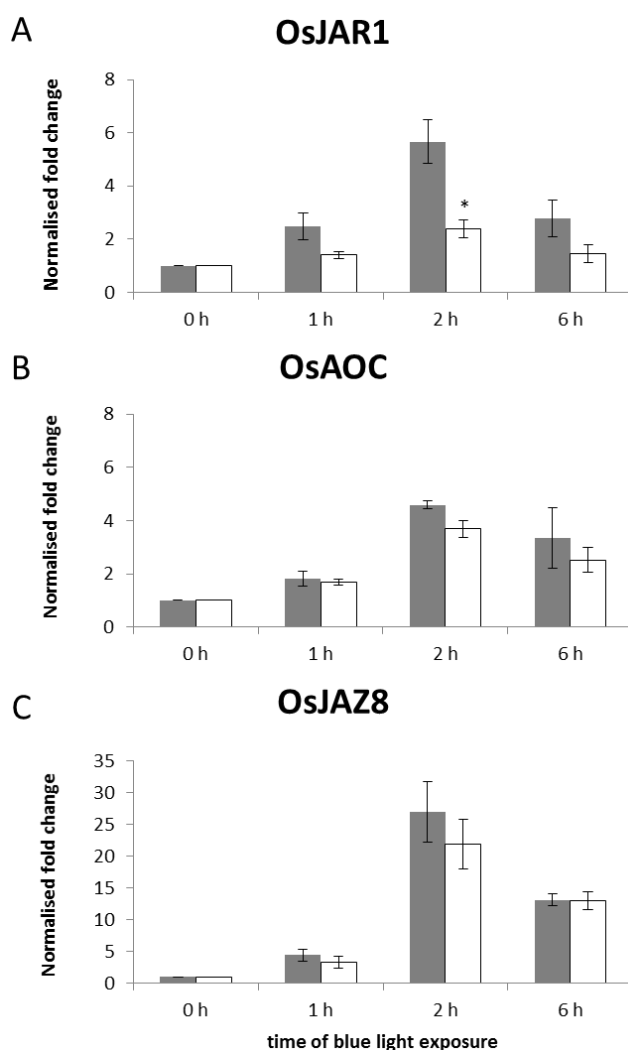 A
OsJAR1
Normalised fold change
8
6
4
2
0
*
0 h 1 h 2 h 6 h
B
OsAOC
Normalised fold change
8
6
4
2
0
0 h 1 h 2 h 6 h
C
OsJAZ8
Normalised fold change
35
30
25
20
15
10
5
0
0 h 1 h 2 h 6 h
time of blue light exposure